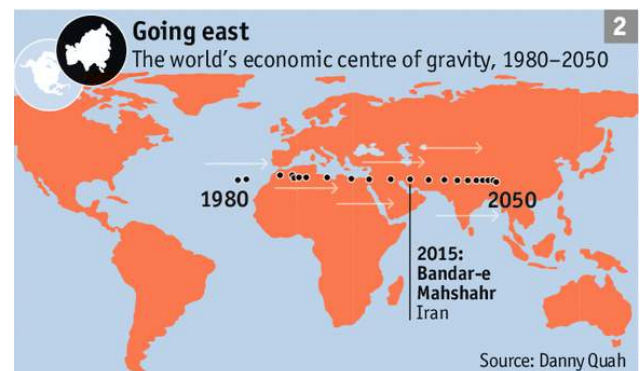 2
Going east
The world's economic centre of gravity, 1980–2050
1980
2050
2015:
Bandar-e
Mahshahr
Iran
Source: Danny Quah